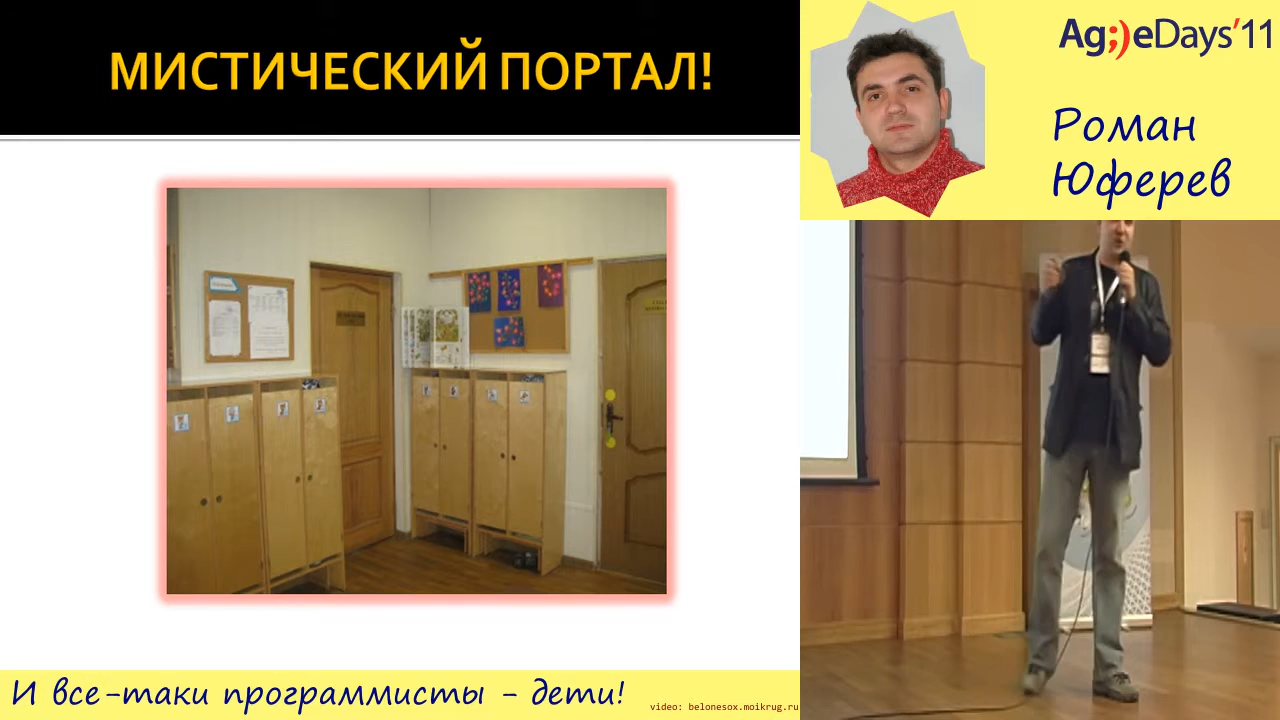 МИСТИЧЕСКИЙ ПОРТАЛ!
Ag;)eDays'11
Роман
Юферев
И все-таки программисты - дети!
video: belonesox.moikrug.ru